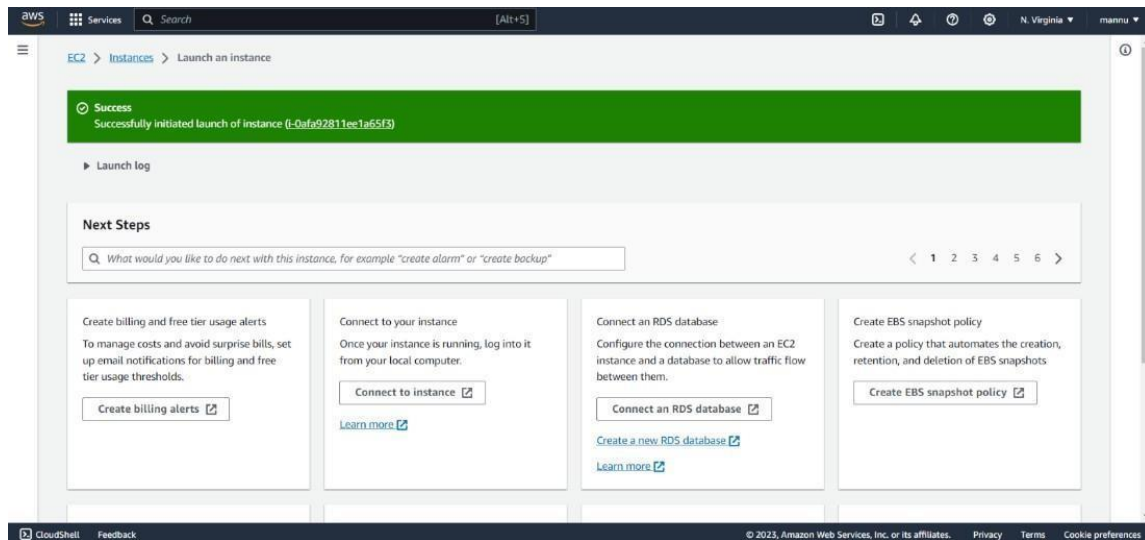 aws Services Search [Alt+S] N. Virginia ▼ mannu ▼
EC2 > Instances > Launch an instance
Success
Successfully initiated launch of instance (i-0afa92811ee1a65f3)
Launch log
Next Steps
What would you like to do next with this instance, for example "create alarm" or "create backup"
1 2 3 4 5 6
Create billing and free tier usage alerts
To manage costs and avoid surprise bills, set
up email notifications for billing and free
tier usage thresholds.
Create billing alerts
Connect to your instance
Once your instance is running, log into it
from your local computer.
Connect to instance
Learn more
Connect an RDS database
Configure the connection between an EC2
instance and a database to allow traffic flow
between them.
Connect an RDS database
Create a new RDS database
Learn more
Create EBS snapshot policy
Create a policy that automates the creation,
retention, and deletion of EBS snapshots
Create EBS snapshot policy
CloudShell Feedback © 2023, Amazon Web Services, Inc. or its affiliates. Privacy Terms Cookie preferences